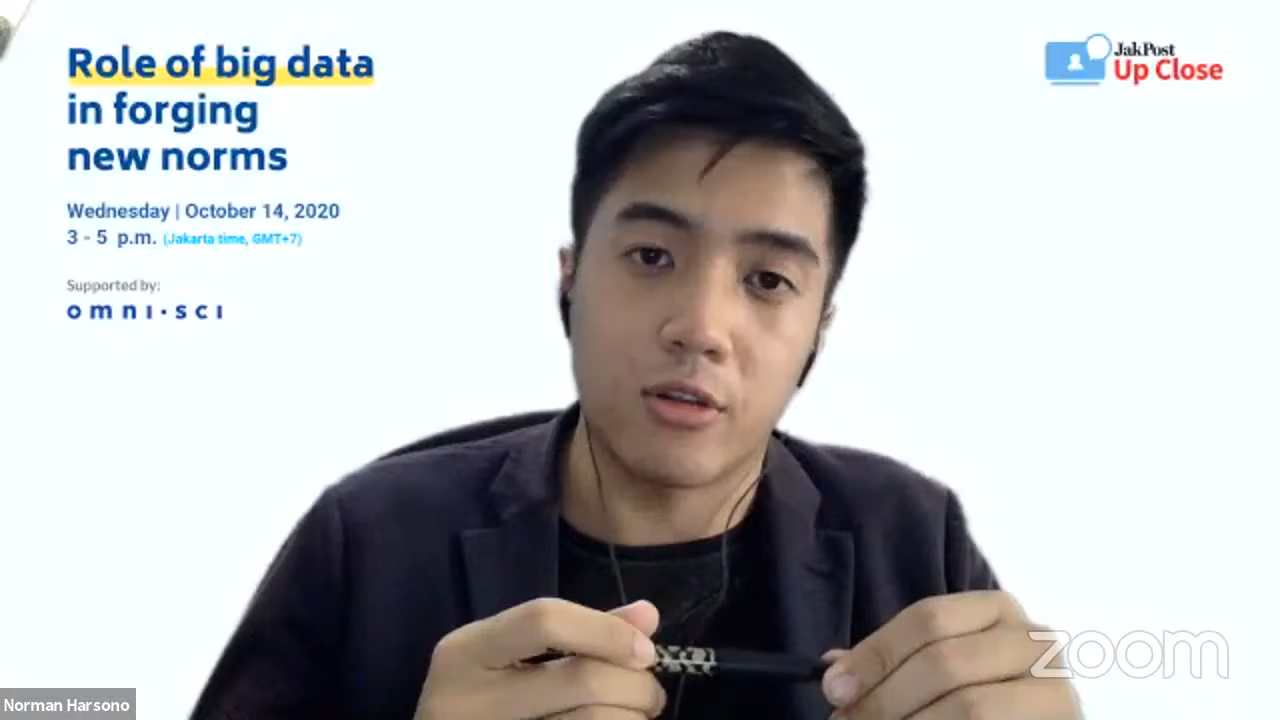 Role of big data
in forging
new norms
Wednesday | October 14, 2020
3 - 5 p.m. (Jakarta time, GMT+7)
Supported by:
omni·sci
JakPost
Up Close
zoom
Norman Harsono